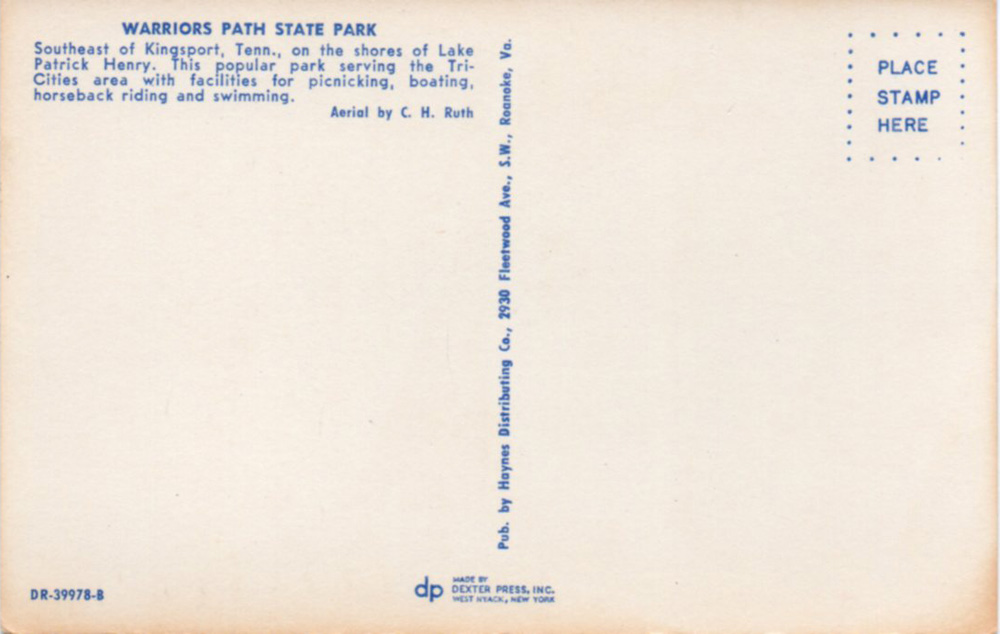 WARRIORS PATH STATE PARK
Southeast of Kingsport, Tenn., on the shores of Lake
Patrick Henry. This popular park serving the Tri-
Cities area with facilities for picnicking, boating,
horseback riding and swimming.
Aerial by C. H. Ruth
Pub. by Haynes Distributing Co., 2930 Fleetwood Ave., S.W., Roanoke, Va.
PLACE
STAMP
HERE
DR-39978-B
dp
MADE BY
DEXTER PRESS, INC.
WEST NYACK, NEW YORK